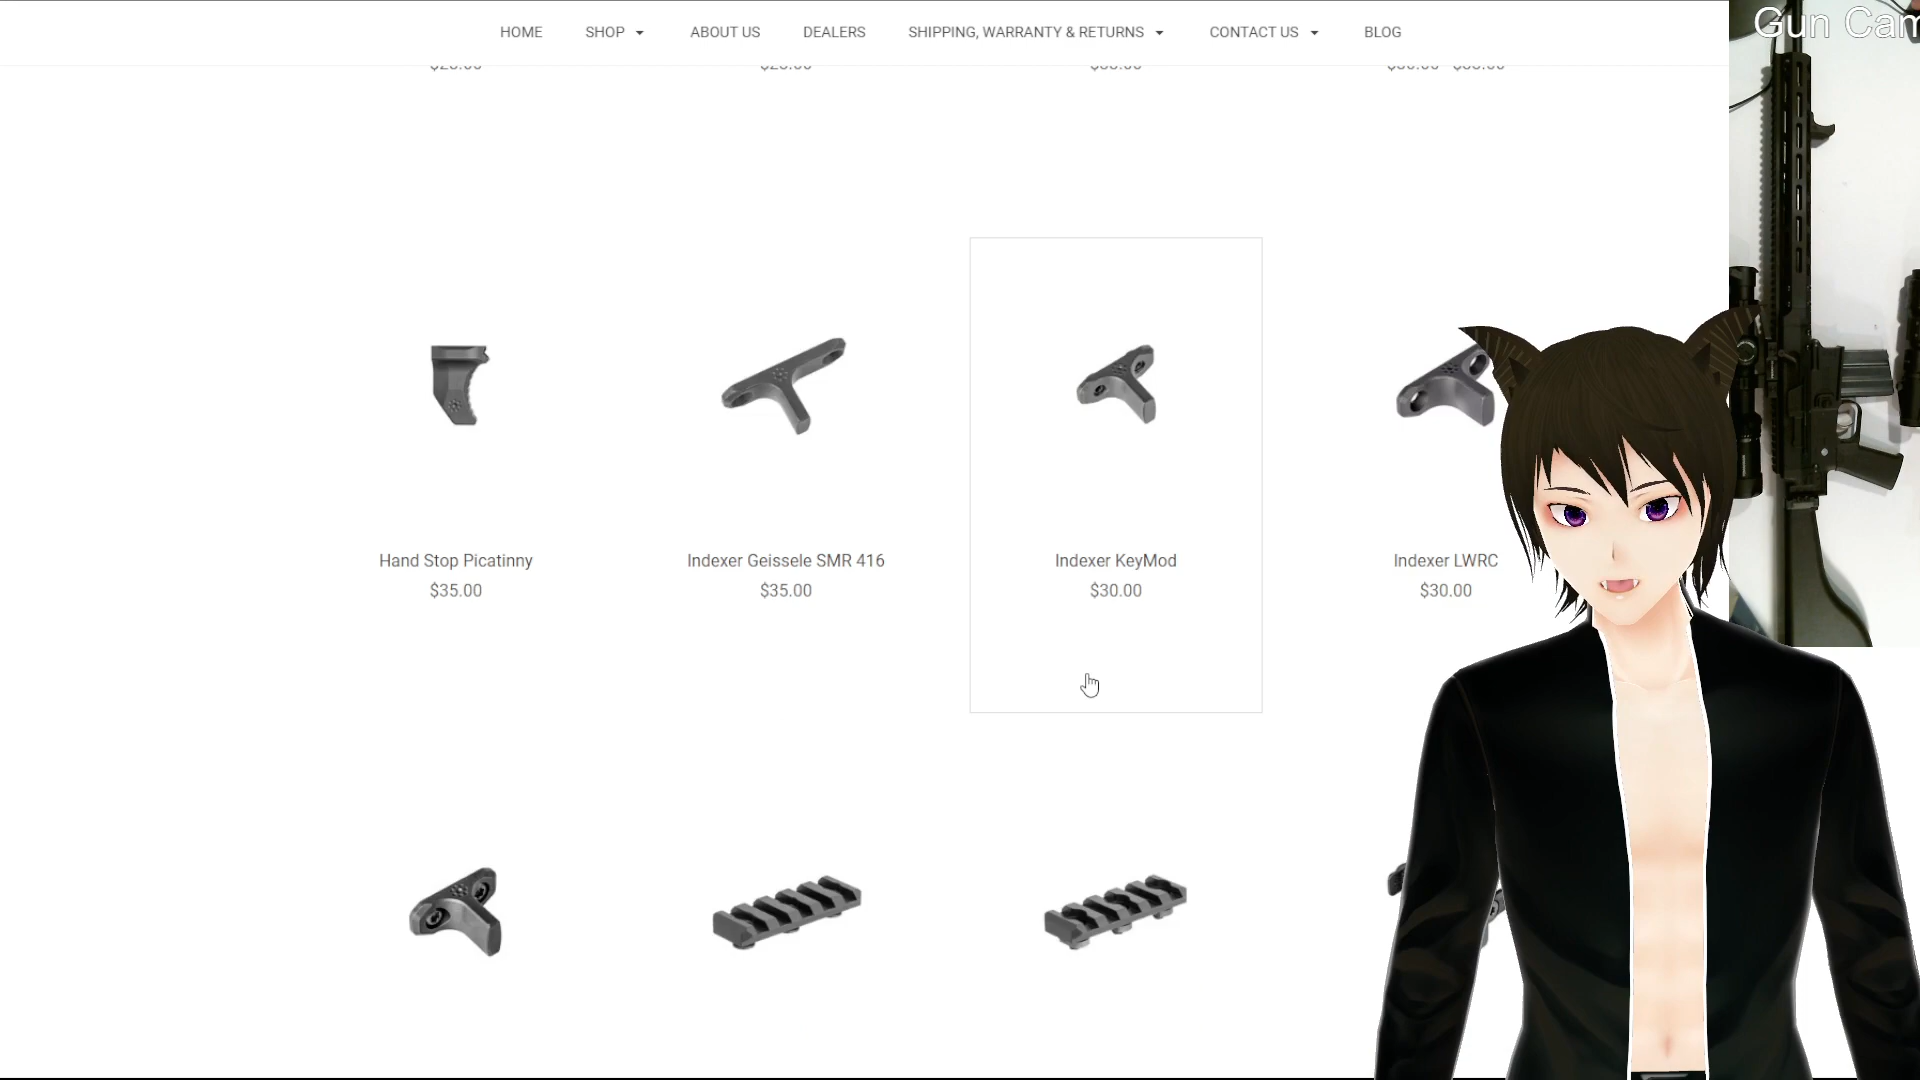 HOME SHOP ABOUT US DEALERS SHIPPING, WARRANTY & RETURNS CONTACT US BLOG
Gun Cam
Hand Stop Picatinny
$35.00
Indexer Geissele SMR 416
$35.00
Indexer KeyMod
$30.00
Indexer LWRC
$30.00